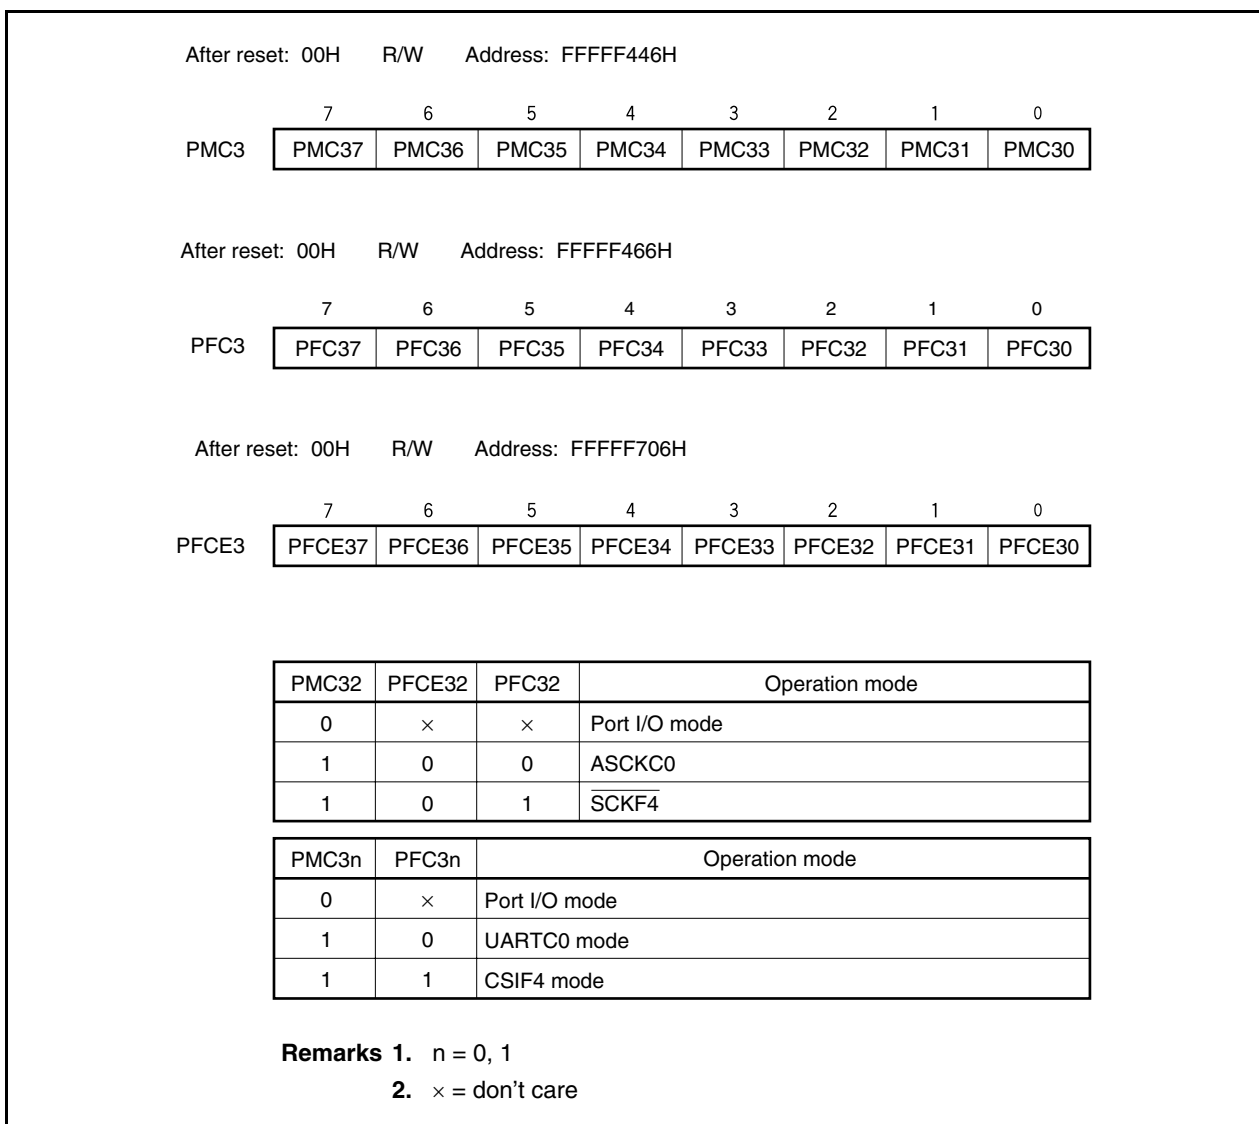 After reset: 00H R/W Address: FFFFF446H
7 6 5 4 3 2 1 0
PMC3 PMC37 PMC36 PMC35 PMC34 PMC33 PMC32 PMC31 PMC30
After reset: 00H R/W Address: FFFFF466H
7 6 5 4 3 2 1 0
PFC3 PFC37 PFC36 PFC35 PFC34 PFC33 PFC32 PFC31 PFC30
After reset: 00H R/W Address: FFFFF706H
7 6 5 4 3 2 1 0
PFCE3 PFCE37 PFCE36 PFCE35 PFCE34 PFCE33 PFCE32 PFCE31 PFCE30
PMC32 PFCE32 PFC32 Operation mode
0 × × Port I/O mode
1 0 0 ASCKC0
1 0 1 S̅C̅K̅F̅4̅
PMC3n PFC3n Operation mode
0 × Port I/O mode
1 0 UARTC0 mode
1 1 CSIF4 mode
Remarks 1. n = 0, 1
2. × = don't care